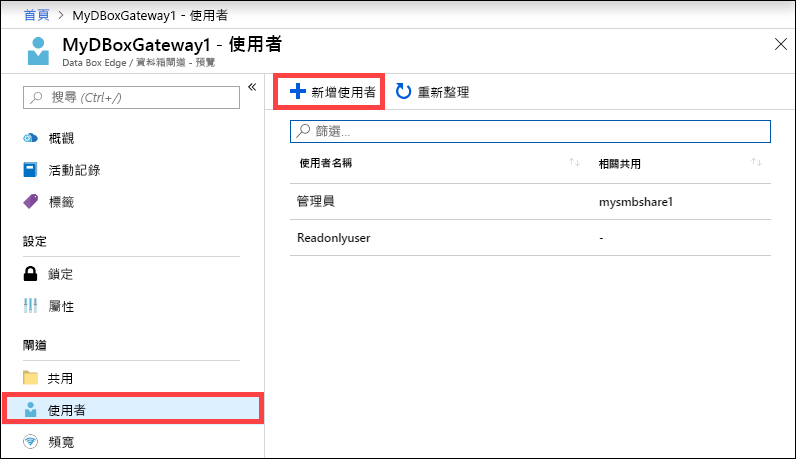 首頁 > MyDBoxGateway1 - 使用者
MyDBoxGateway1 - 使用者
Data Box Edge / 資料箱閘道 - 預覽
搜尋 (Ctrl+/)
概觀
活動記錄
標籤
設定
鎖定
屬性
閘道
共用
使用者
頻寬
新增使用者 重新整理
篩選...
使用者名稱 相關共用
管理員 mysmbshare1
Readonlyuser -